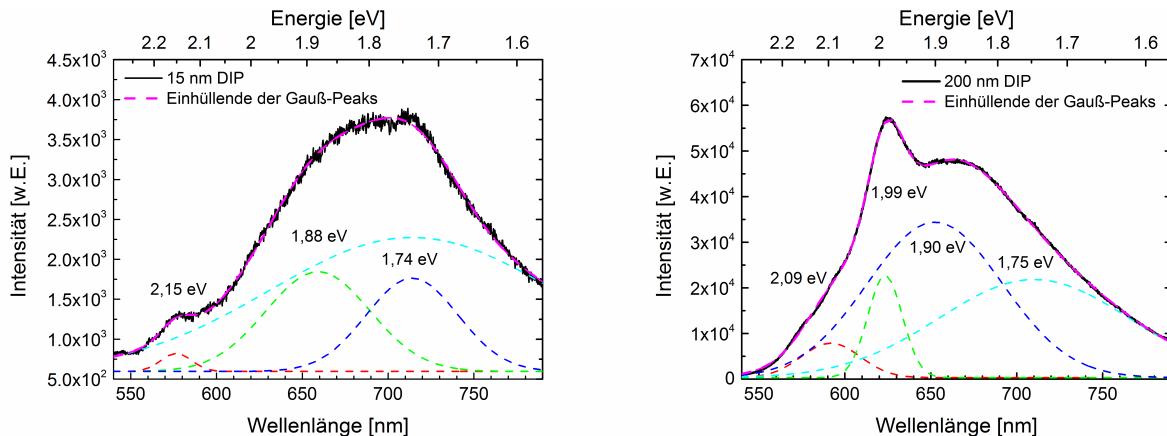 Energie [eV]
2.2 2.1 2 1.9 1.8 1.7 1.6
4.5x10³
4.0x10³
3.5x10³
3.0x10³
2.5x10³
2.0x10³
1.5x10³
1.0x10³
5.0x10²
Intensität [w.E.]
15 nm DIP
Einhüllende der Gauß-Peaks
1,88 eV
1,74 eV
2,15 eV
550 600 650 700 750
Wellenlänge [nm]
Energie [eV]
2.2 2.1 2 1.9 1.8 1.7 1.6
7x10⁴
6x10⁴
5x10⁴
4x10⁴
3x10⁴
2x10⁴
1x10⁴
0
Intensität [w.E.]
200 nm DIP
Einhüllende der Gauß-Peaks
1,99 eV
1,90 eV
2,09 eV
1,75 eV
550 600 650 700 750
Wellenlänge [nm]